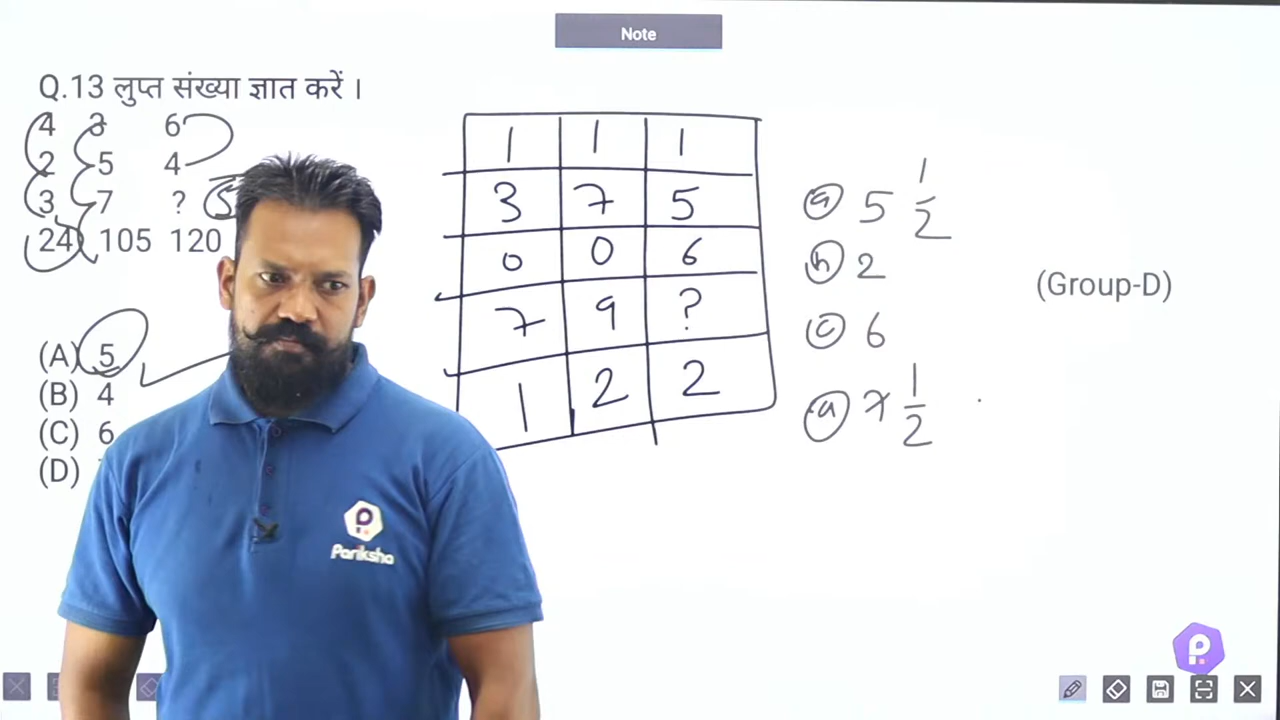 Note
Q.13 लुप्त संख्या ज्ञात करें ।
4 3 6
2 5 4
3 7 ? 5
24 105 120
(A) 5
(B) 4
(C) 6
(D)
1 1 1
3 7 5
0 0 6
7 9 ?
1 2 2
(a) 5 1/2
(b) 2
(c) 6
1/2
(Group-D)
Pariksha